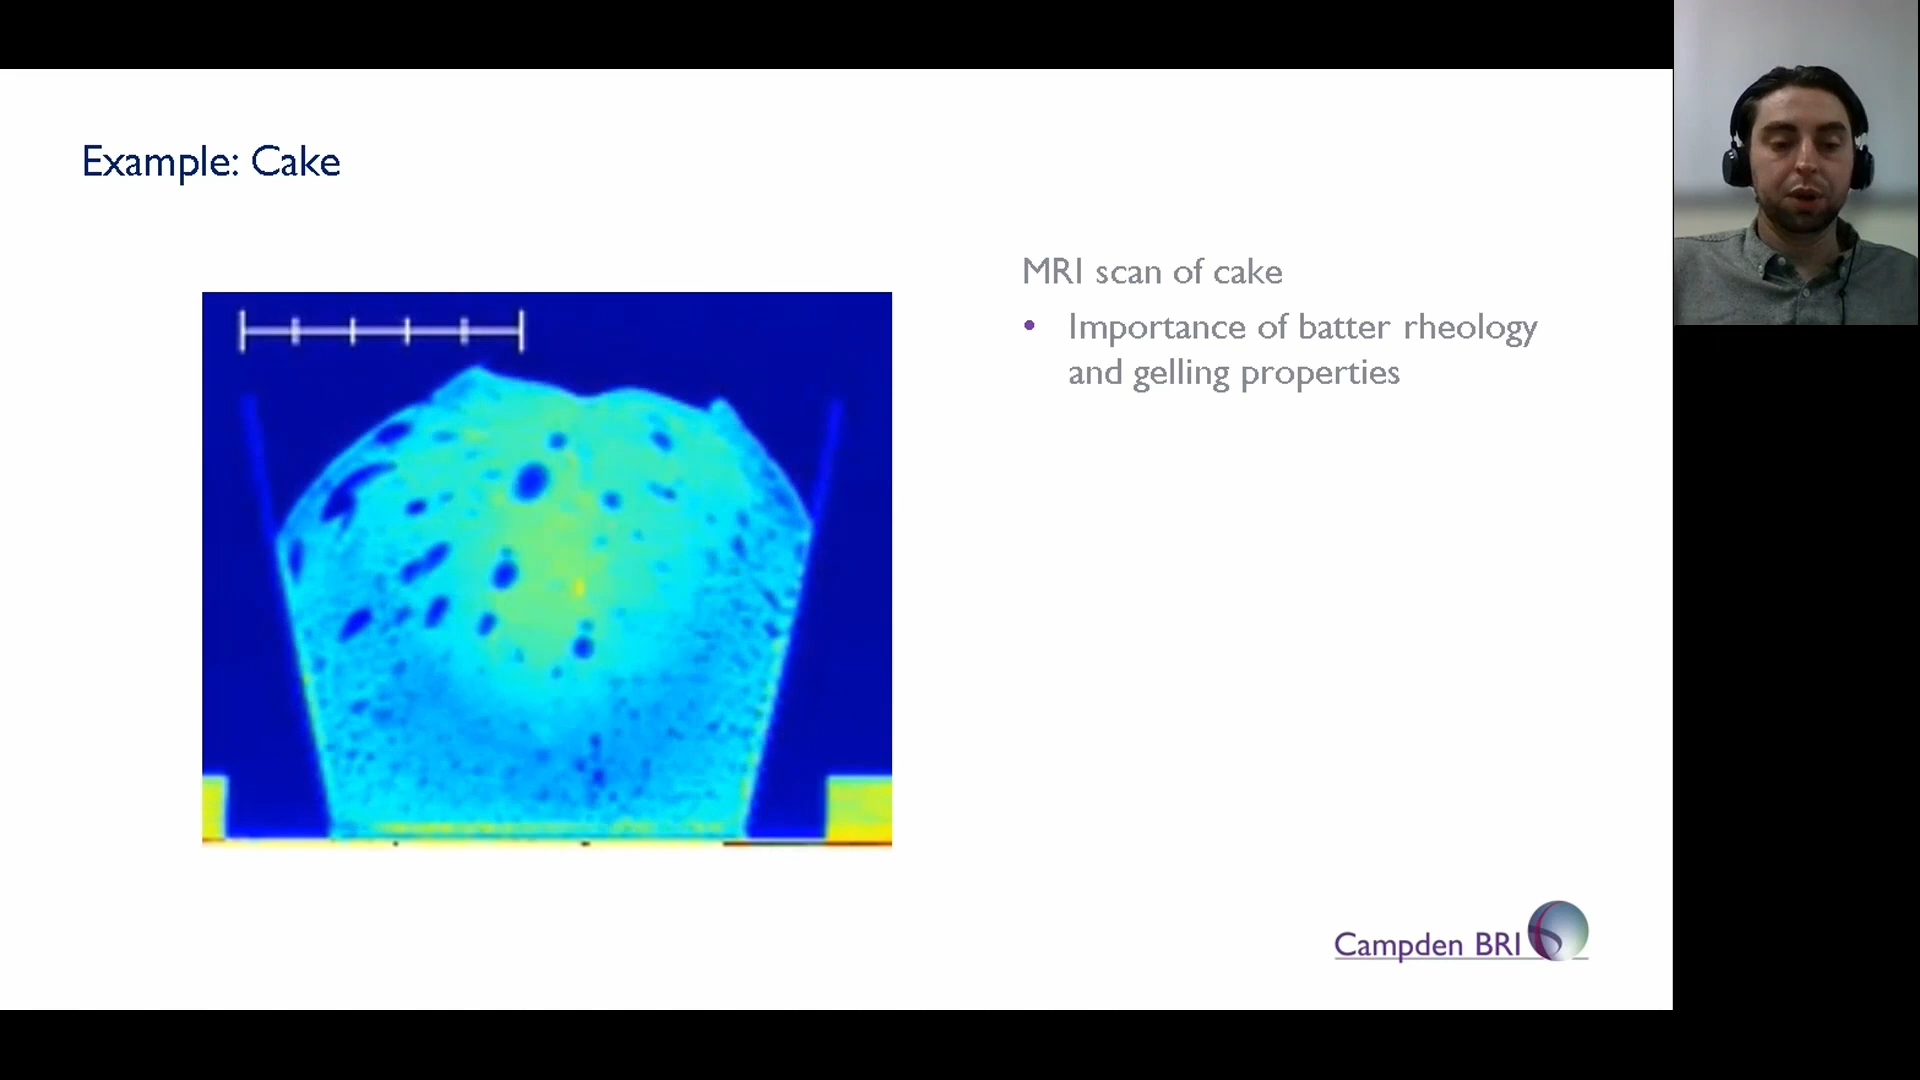 Example: Cake
MRI scan of cake
• Importance of batter rheology
and gelling properties
Campden BRI